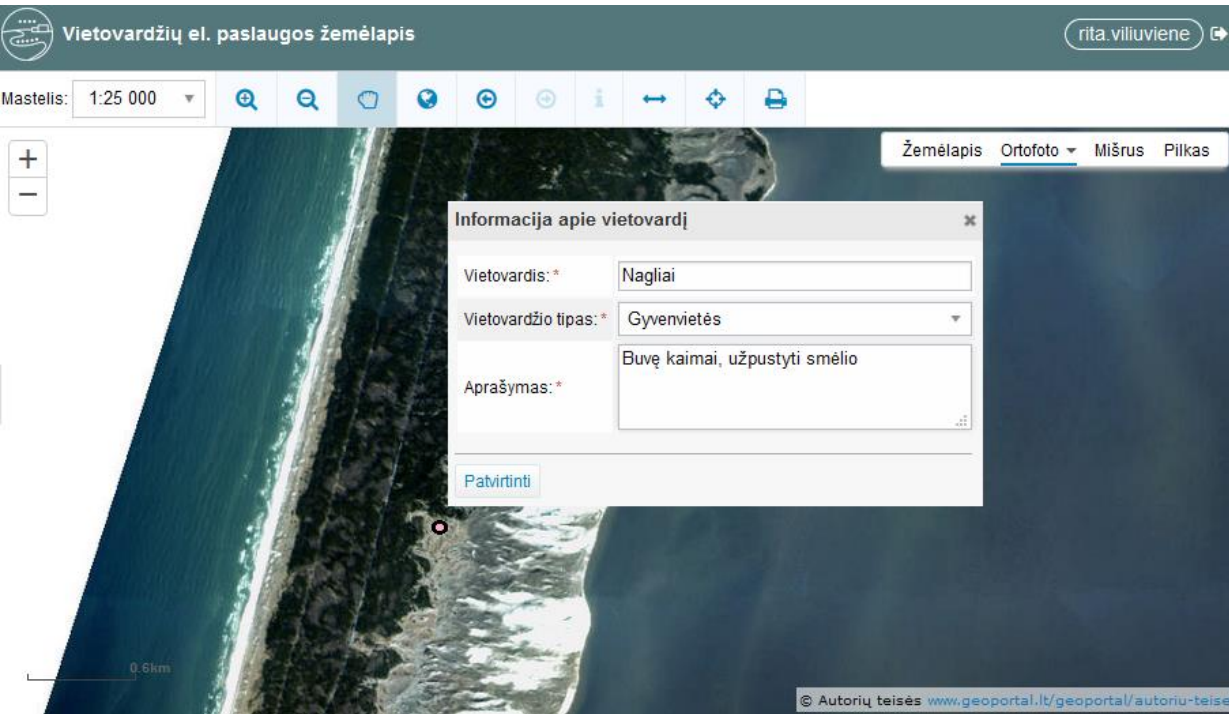 Vietovardžių el. paslaugos žemėlapis
rita.viliuviene
Mastelis: 1:25 000
Žemėlapis Ortofoto Mišrus Pilkas
+
−
Informacija apie vietovardį
Vietovardis: * Nagliai
Vietovardžio tipas: * Gyvenvietės
Aprašymas: * Buvę kaimai, užpustyti smėlio
Patvirtinti
0.6km
© Autorių teisės www.geoportal.lt/geoportal/autoriu-teise